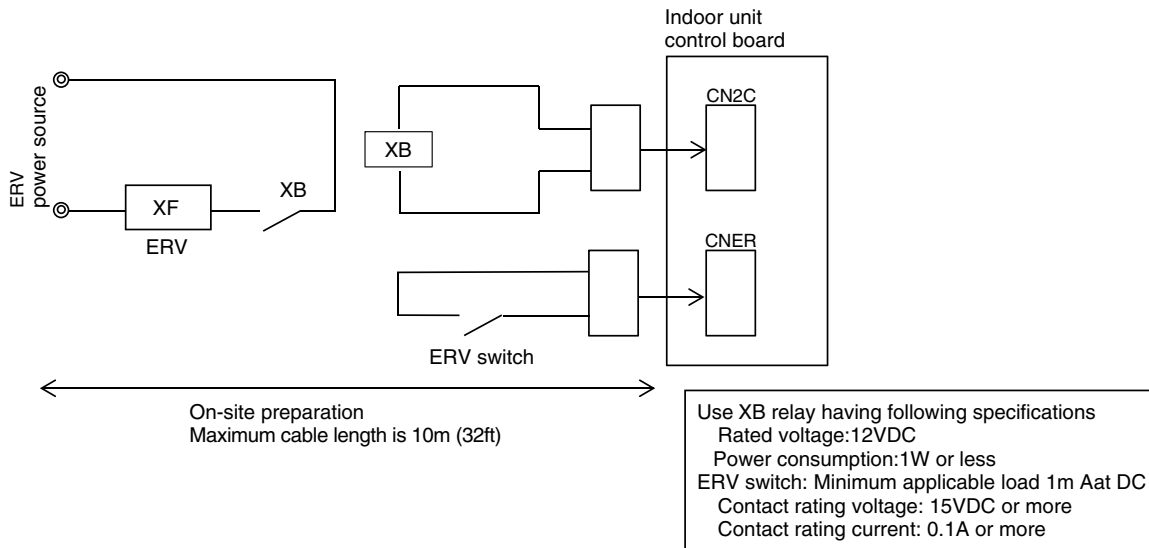 Indoor unit
control board
ERV
power source
CN2C
XB
XB
XF
ERV
CNER
ERV switch
On-site preparation
Maximum cable length is 10m (32ft)
Use XB relay having following specifications
Rated voltage:12VDC
Power consumption:1W or less
ERV switch: Minimum applicable load 1m Aat DC
Contact rating voltage: 15VDC or more
Contact rating current: 0.1A or more